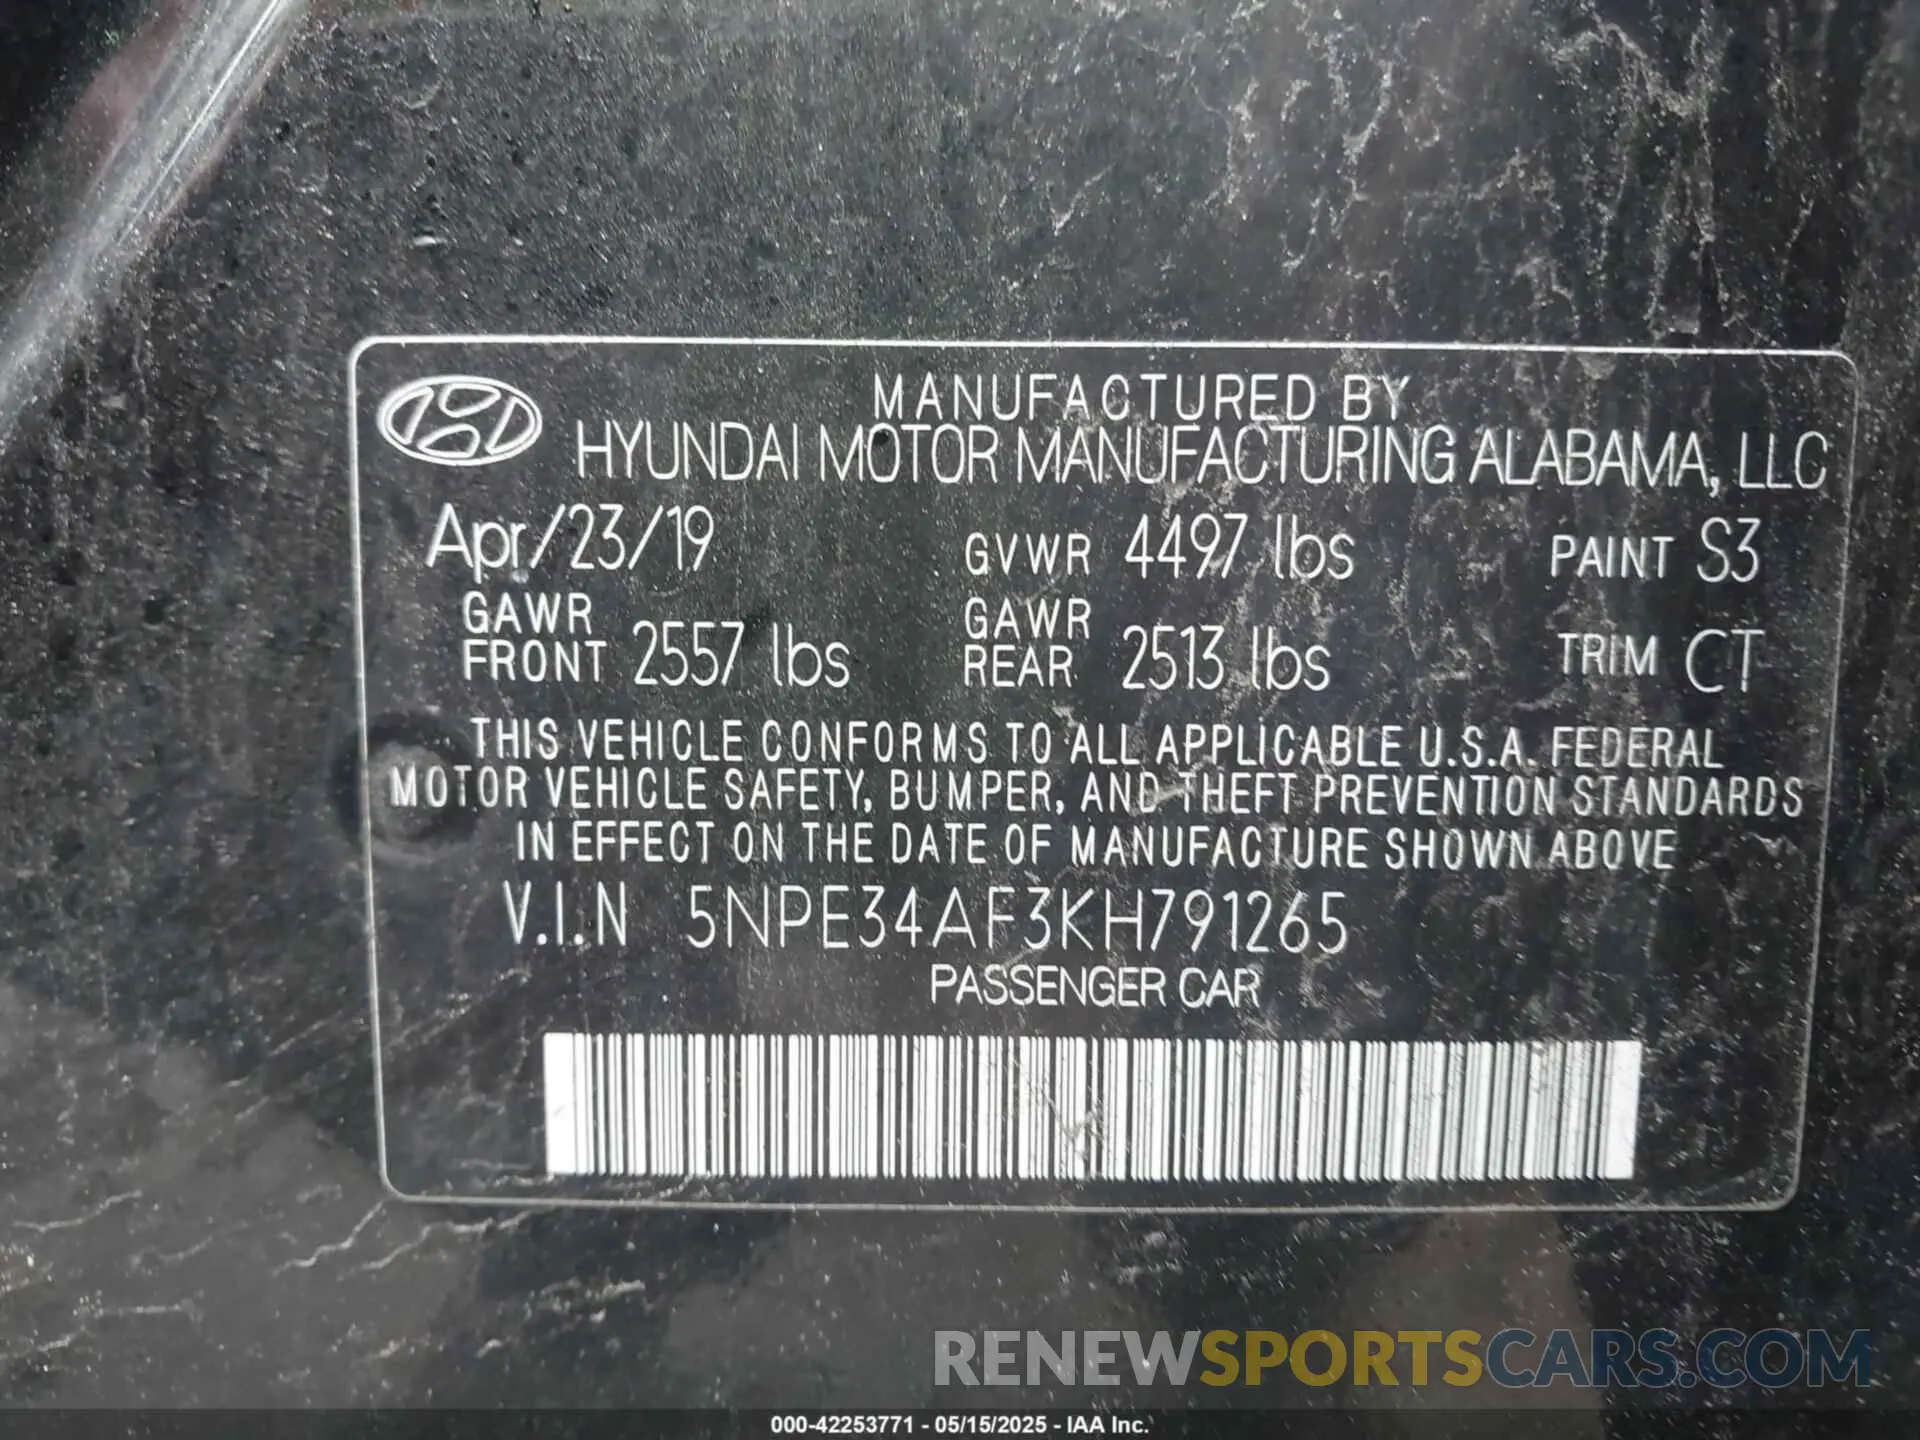 MANUFACTURED BY
HYUNDAI MOTOR MANUFACTURING ALABAMA, LLC
Apr/23/19 GVWR 4497 lbs PAINT S3
GAWR FRONT 2557 lbs GAWR REAR 2513 lbs TRIM CT
THIS VEHICLE CONFORMS TO ALL APPLICABLE U.S.A. FEDERAL
MOTOR VEHICLE SAFETY, BUMPER, AND THEFT PREVENTION STANDARDS
IN EFFECT ON THE DATE OF MANUFACTURE SHOWN ABOVE
V.I.N 5NPE34AF3KH791265
PASSENGER CAR
RENEWSPORTSCARS.COM
000-42253771 - 05/15/2025 - IAA Inc.